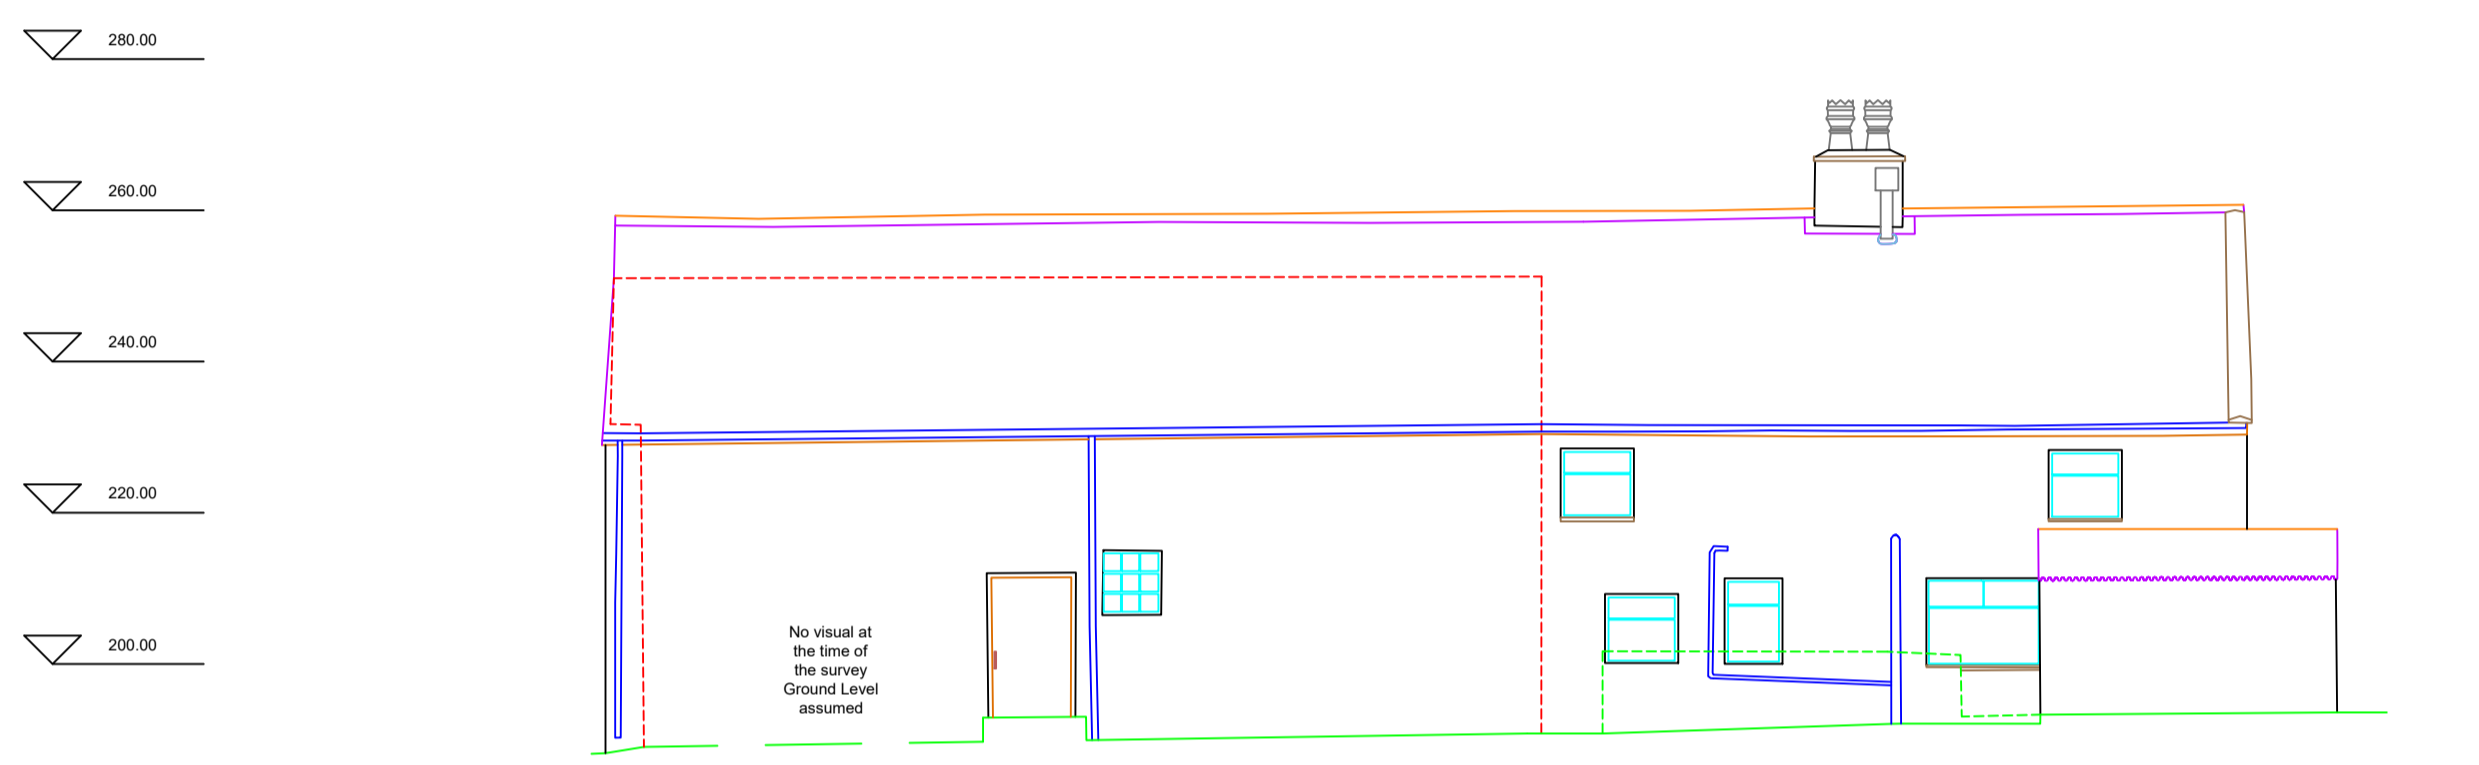 280.00
260.00
240.00
220.00
200.00
No visual at
the time of
the survey
Ground Level
assumed